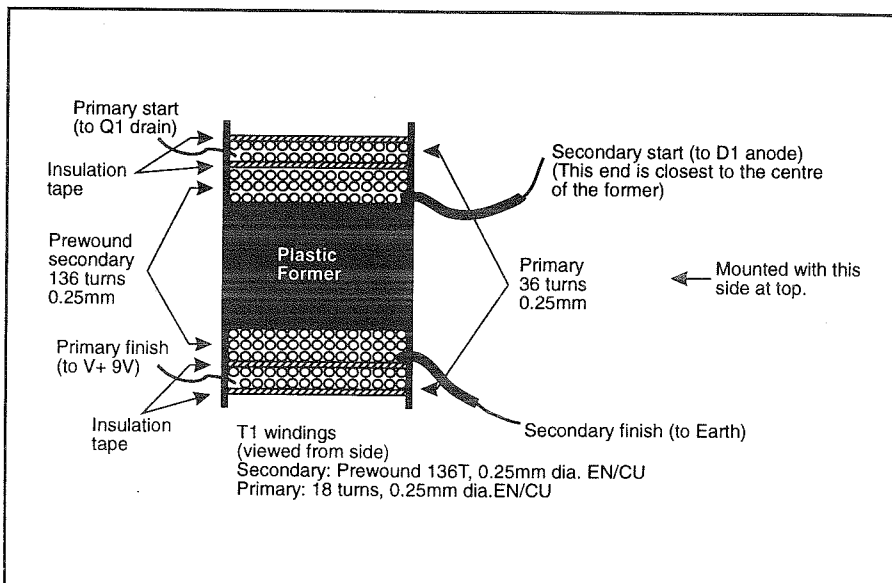 Primary start
(to Q1 drain)
Insulation
tape
Prewound
secondary
136 turns
0.25mm
Primary finish
(to V+ 9V)
Insulation
tape
Plastic
Former
Secondary start (to D1 anode)
(This end is closest to the centre
of the former)
Primary
36 turns
0.25mm
Mounted with this
side at top.
Secondary finish (to Earth)
T1 windings
(viewed from side)
Secondary: Prewound 136T, 0.25mm dia. EN/CU
Primary: 18 turns, 0.25mm dia.EN/CU